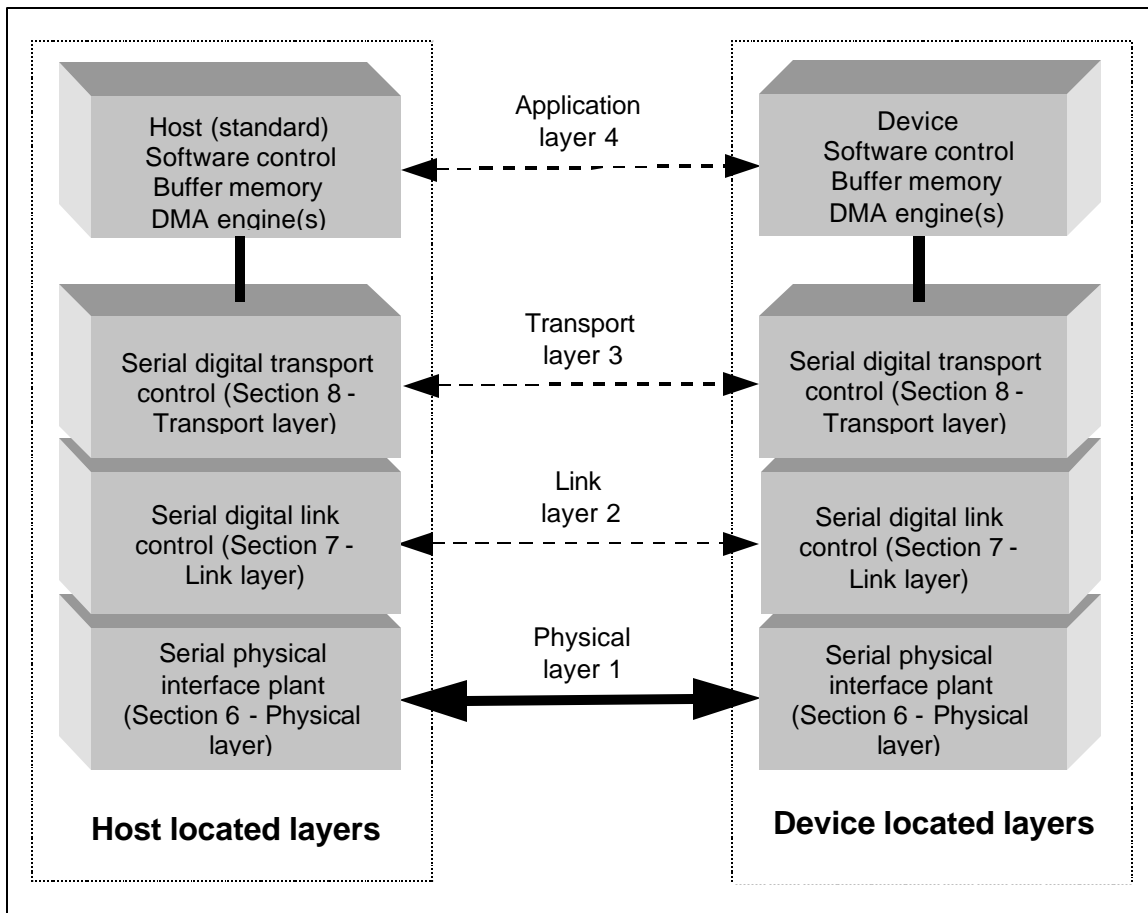 Host (standard)
Software control
Buffer memory
DMA engine(s)
Application
layer 4
Device
Software control
Buffer memory
DMA engine(s)
Serial digital transport
control (Section 8 -
Transport layer)
Transport
layer 3
Serial digital transport
control (Section 8 -
Transport layer)
Serial digital link
control (Section 7 -
Link layer)
Link
layer 2
Serial digital link
control (Section 7 -
Link layer)
Serial physical
interface plant
(Section 6 - Physical
layer)
Physical
layer 1
Serial physical
interface plant
(Section 6 - Physical
layer)
Host located layers
Device located layers